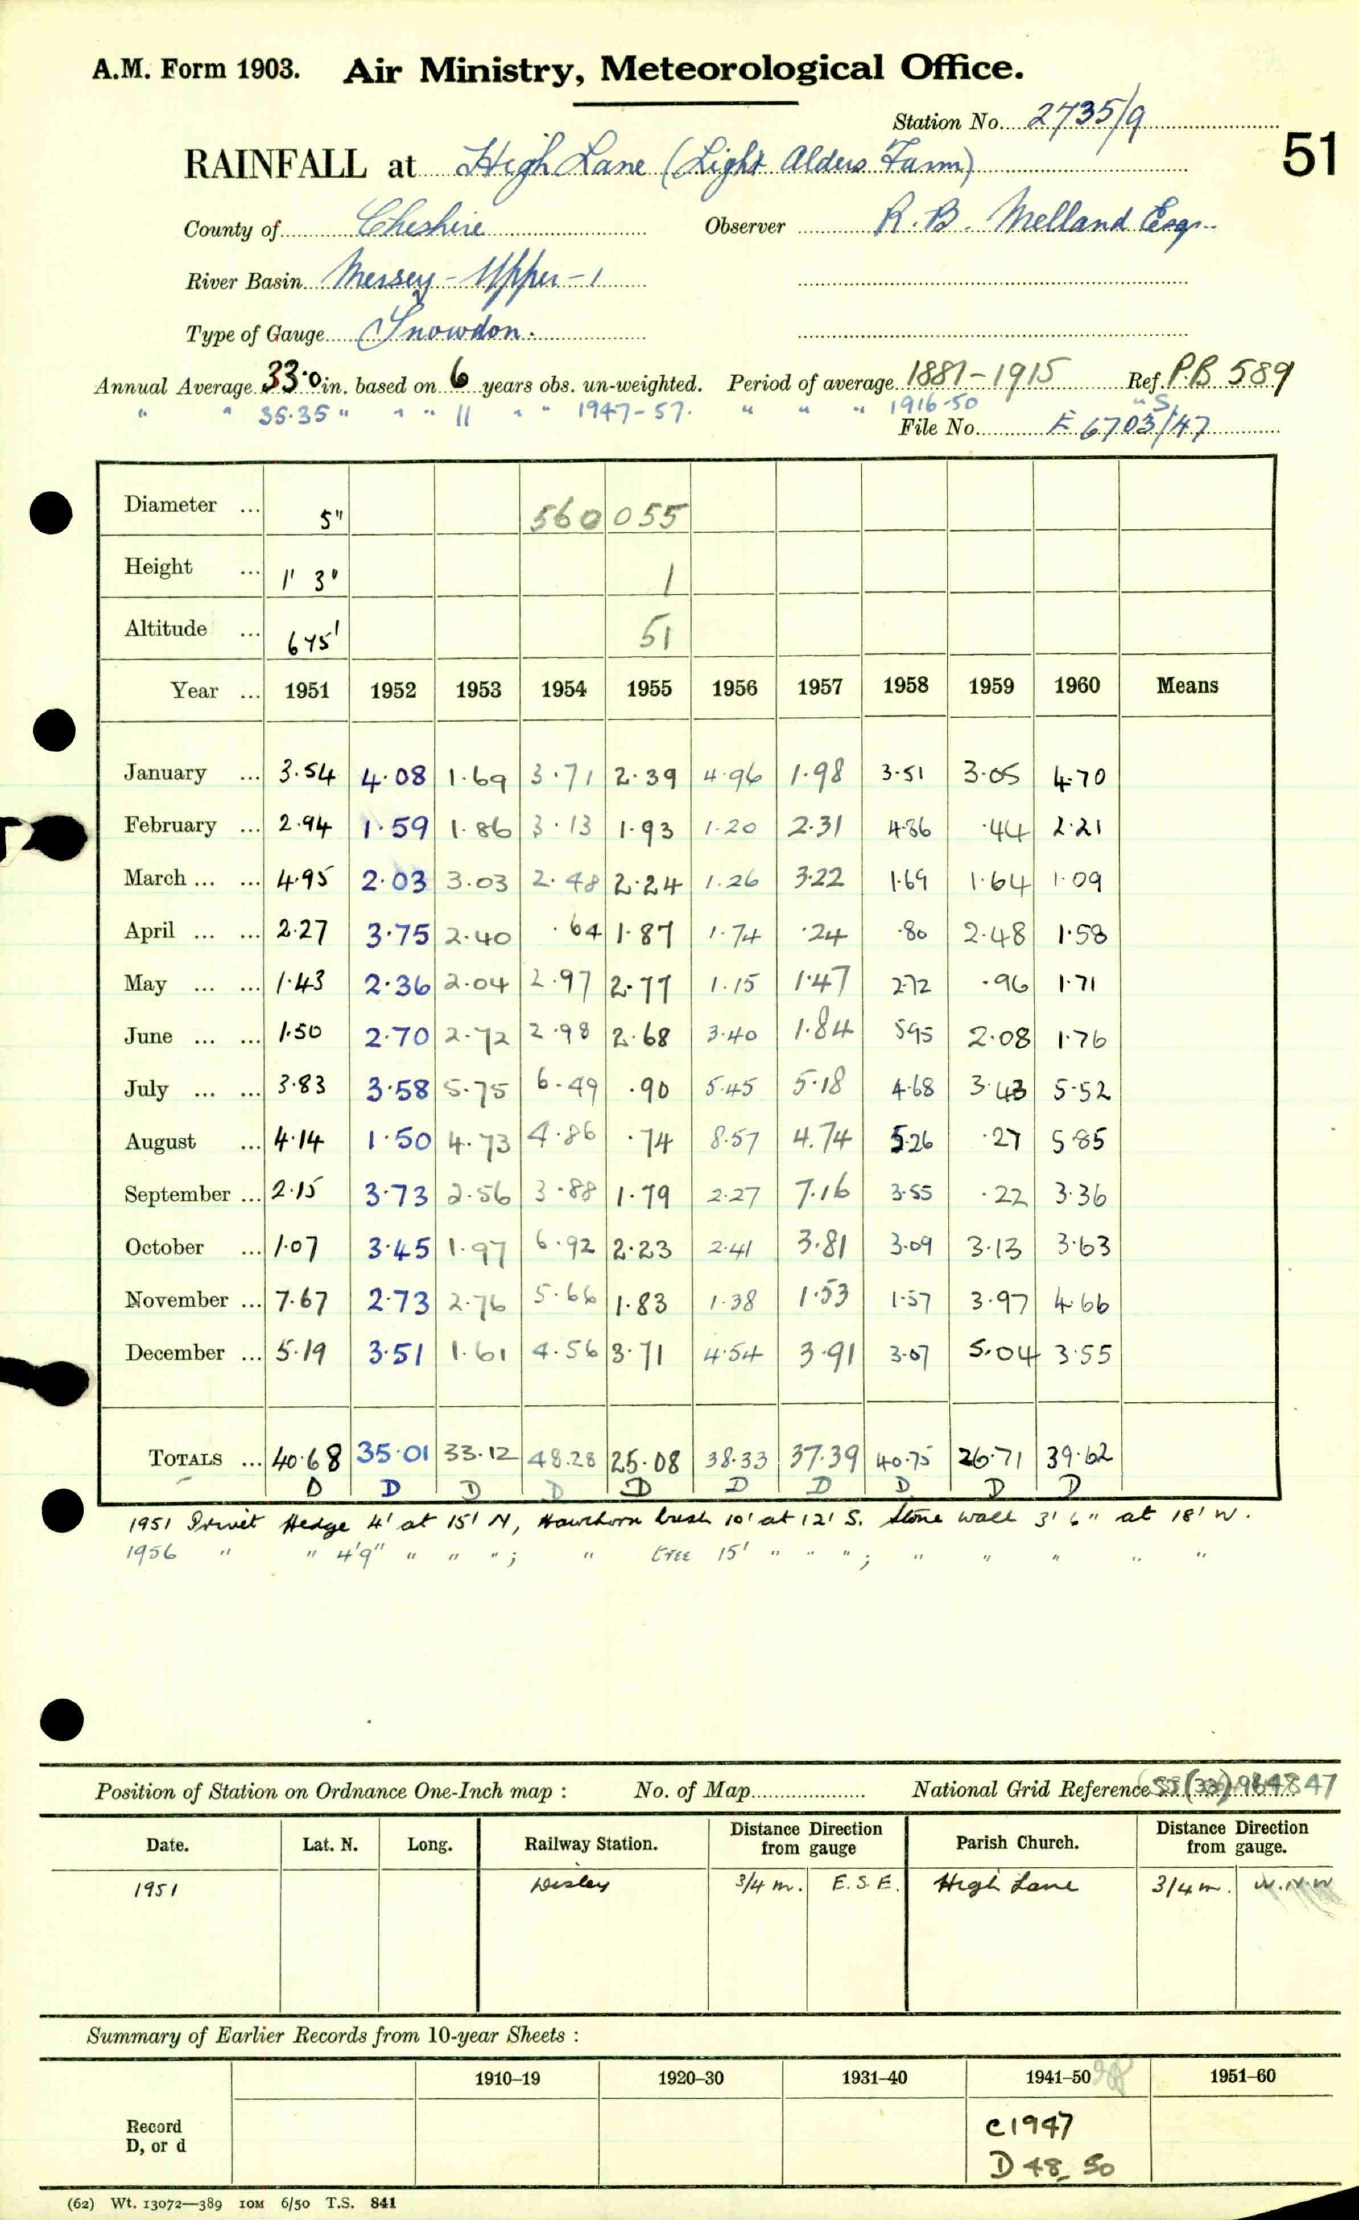 A.M. Form 1903. Air Ministry, Meteorological Office.
Station No. 2735/9
51
RAINFALL at High Lane (Light Alders Farm)
County of Cheshire Observer R.B. Melland Esq.
River Basin Mersey-Upper-1
Type of Gauge Snowdon.
Annual Average 33.0 in. based on 6 years obs. un-weighted. Period of average 1881-1915 Ref. P.B 589
" " 35.35 " " " 11 " " 1947-57. " " " 1916-50 " S.
File No. F 6703/47
Diameter ... 5" 560 055
Height ... 1' 3" 1
Altitude ... 675' 51
Year ... 1951 1952 1953 1954 1955 1956 1957 1958 1959 1960 Means
January ... 3.54 4.08 1.69 3.71 2.39 4.96 1.98 3.51 3.05 4.70
February ... 2.94 1.59 1.86 3.13 1.93 1.20 2.31 4.86 .44 2.21
March ... ... 4.95 2.03 3.03 2.48 2.24 1.26 3.22 1.69 1.64 1.09
April ... ... 2.27 3.75 2.40 .64 1.87 1.74 .24 .80 2.48 1.58
May ... ... 1.43 2.36 2.04 2.97 2.77 1.15 1.47 2.72 .96 1.71
June ... ... 1.50 2.70 2.72 2.98 2.68 3.40 1.84 5.95 2.08 1.76
July ... ... 3.83 3.58 5.75 6.49 .90 5.45 5.18 4.68 3.43 5.52
August ... 4.14 1.50 4.73 4.86 .74 8.57 4.74 5.26 .27 5.85
September ... 2.15 3.73 2.56 3.88 1.79 2.27 7.16 3.55 .22 3.36
October ... 1.07 3.45 1.97 6.92 2.23 2.41 3.81 3.09 3.13 3.63
November ... 7.67 2.73 2.76 5.66 1.83 1.38 1.53 1.57 3.97 4.66
December ... 5.19 3.51 1.61 4.56 3.71 4.54 3.91 3.07 5.04 3.55
TOTALS ... 40.68 35.01 33.12 48.28 25.08 38.33 37.39 40.75 26.71 39.62
D D D D D D D D D D
1951 Privet Hedge 4' at 15' N, Hawthorn bush 10' at 12' S. Stone wall 3' 6" at 18' W.
1956 " " 4'9" " " "; " tree 15' " " "; " " " " "
Position of Station on Ordnance One-Inch map : No. of Map National Grid Reference
Date. Lat. N. Long. Railway Station. Distance from gauge Direction Parish Church. Distance from gauge. Direction
1951 Disley 3/4 m. E.S.E. High Lane 3/4 m. W.N.W
Summary of Earlier Records from 10-year Sheets :
1910–19 1920–30 1931–40 1941–50 1951–60
Record
D, or d
C1947
D 48, 50
(62) Wt. 13072—389 10M 6/50 T.S. 841